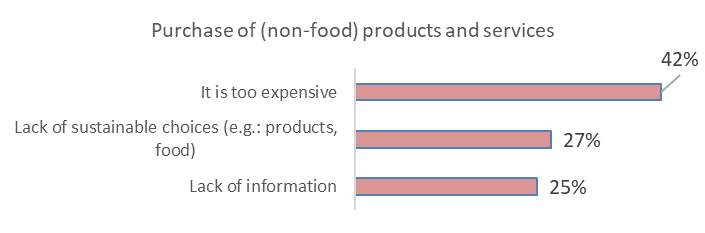 Purchase of (non-food) products and services
42%
It is too expensive
Lack of sustainable choices (e.g.: products,
food)
27%
Lack of information
25%